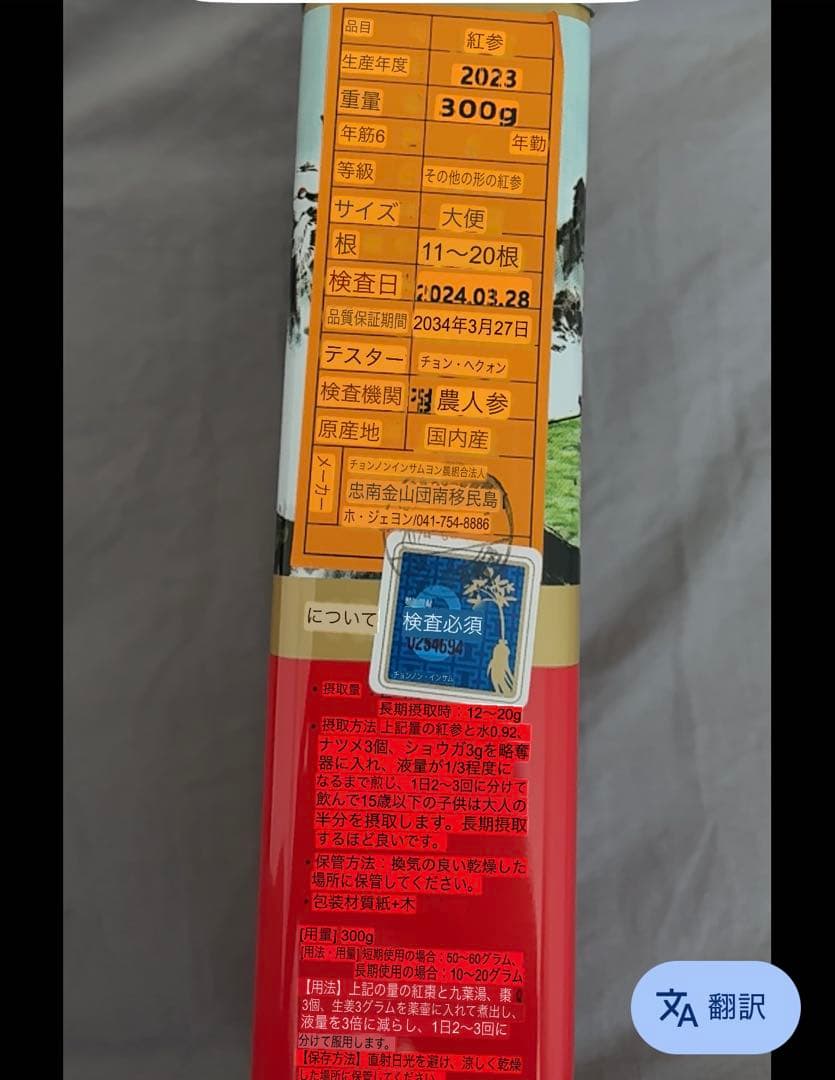 品目 紅参
生産年度 2023
重量 300g
年筋6 年勤
等級 その他の形の紅参
サイズ 大便
根 11〜20根
検査日 2024.03.28
品質保証期間 2034年3月27日
テスター チョン・ヘクォン
検査機関 農人参
原産地 国内産
メーカー
チョンノンインサムヨン農組合法人
忠南金山団南移民島
ホ・ジェヨン/041-754-8886
について
検査必須
0294694
チョンノン・インサム
・摂取量
長期摂取時:12〜20g
・摂取方法 上記量の紅参と水0.92、
ナツメ3個、ショウガ3gを略奪
器に入れ、液量が1/3程度に
なるまで煎じ、1日2〜3回に分けて
飲んで15歳以下の子供は大人の
半分を摂取します。長期摂取
するほど良いです。
・保管方法:換気の良い乾燥した
場所に保管してください。
・包装材質紙+木
[用量] 300g
[用法・用量] 短期使用の場合:50〜60グラム、
長期使用の場合:10〜20グラム
【用法】上記の量の紅棗と九葉湯、棗
3個、生姜3グラムを薬壷に入れて煮出し、
液量を3倍に減らし、1日2〜3回に
分けて服用します。
【保存方法】直射日光を避け、涼しく乾燥
した場所に保管してください。
翻訳